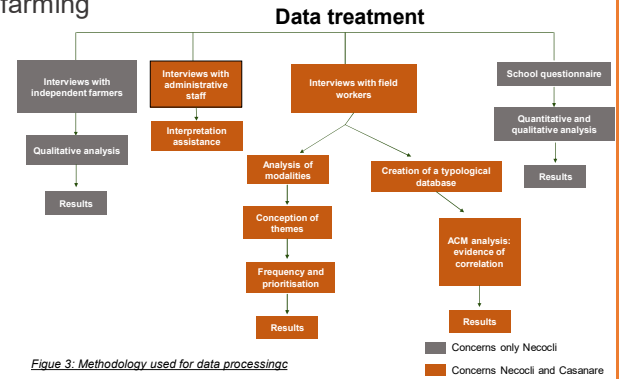 farming
Data treatment
Interviews with
independent farmers
Interviews with
administrative
staff
Interviews with field
workers
School questionnaire
Interpretation
assistance
Quantitative and
qualitative analysis
Qualitative analysis
Analysis of
modalities
Creation of a typological
database
Results
Results
Conception of
themes
ACM analysis:
evidence of
correlation
Frequency and
prioritisation
Results
Results
Concerns only Necocli
Figue 3: Methodology used for data processingc
Concerns Necocli and Casanare